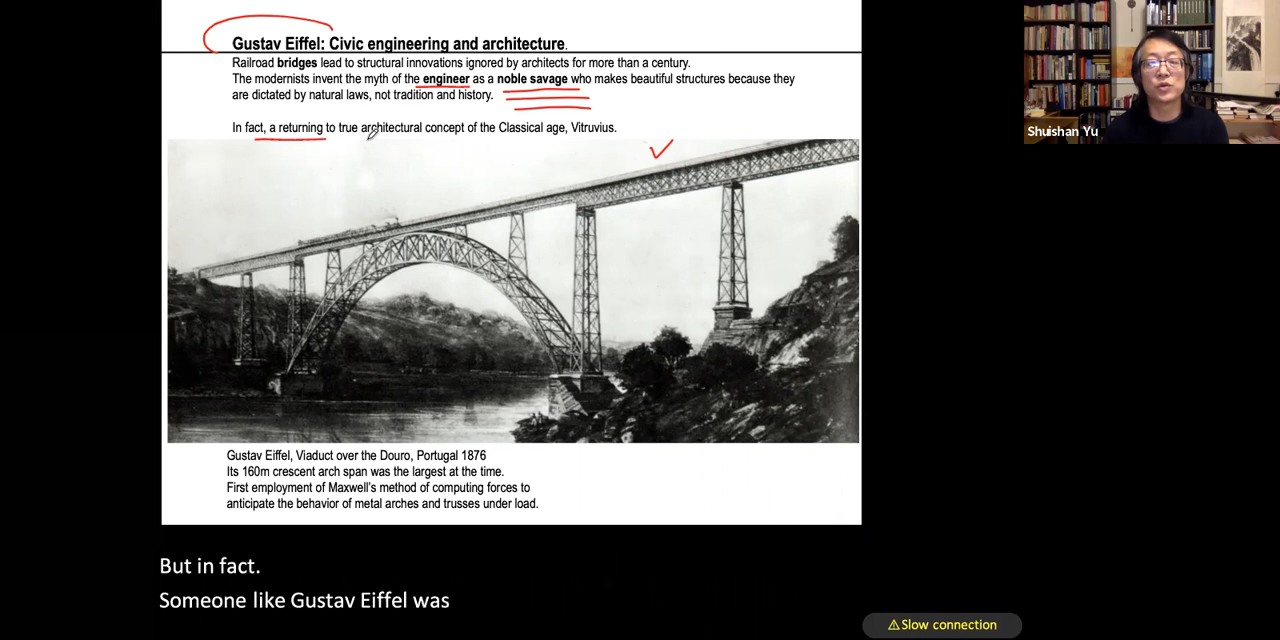 Gustav Eiffel: Civic engineering and architecture.
Railroad bridges lead to structural innovations ignored by architects for more than a century.
The modernists invent the myth of the engineer as a noble savage who makes beautiful structures because they
are dictated by natural laws, not tradition and history.
In fact, a returning to true architectural concept of the Classical age, Vitruvius.
Shuishan Yu
Gustav Eiffel, Viaduct over the Douro, Portugal 1876
Its 160m crescent arch span was the largest at the time.
First employment of Maxwell's method of computing forces to
anticipate the behavior of metal arches and trusses under load.
But in fact.
Someone like Gustav Eiffel was
⚠Slow connection